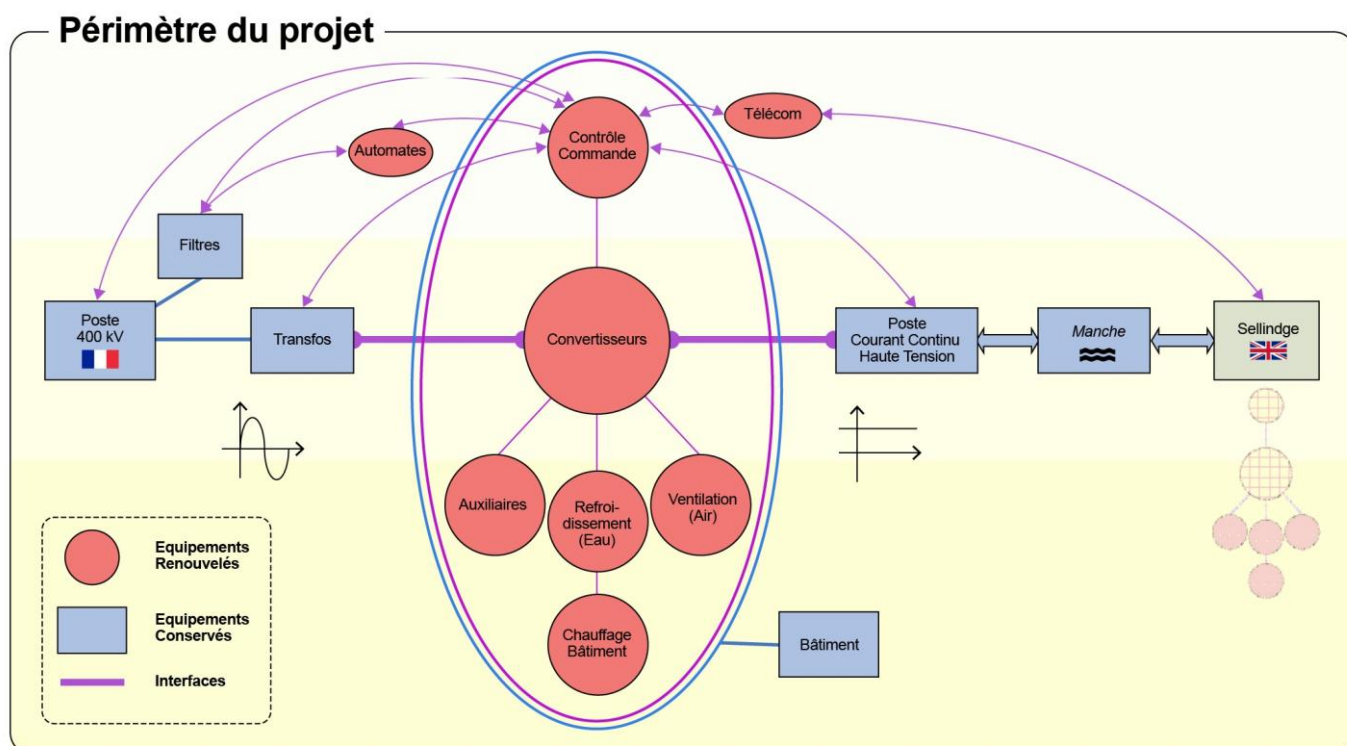 Périmètre du projet
Contrôle
Commande
Télécom
Automates
Filtres
Poste
400 kV
Transfos
Convertisseurs
Poste
Courant Continu
Haute Tension
Manche
Sellindge
Auxiliaires
Refroi-
dissement
(Eau)
Ventilation
(Air)
Chauffage
Bâtiment
Bâtiment
Equipements
Renouvelés
Equipements
Conservés
Interfaces